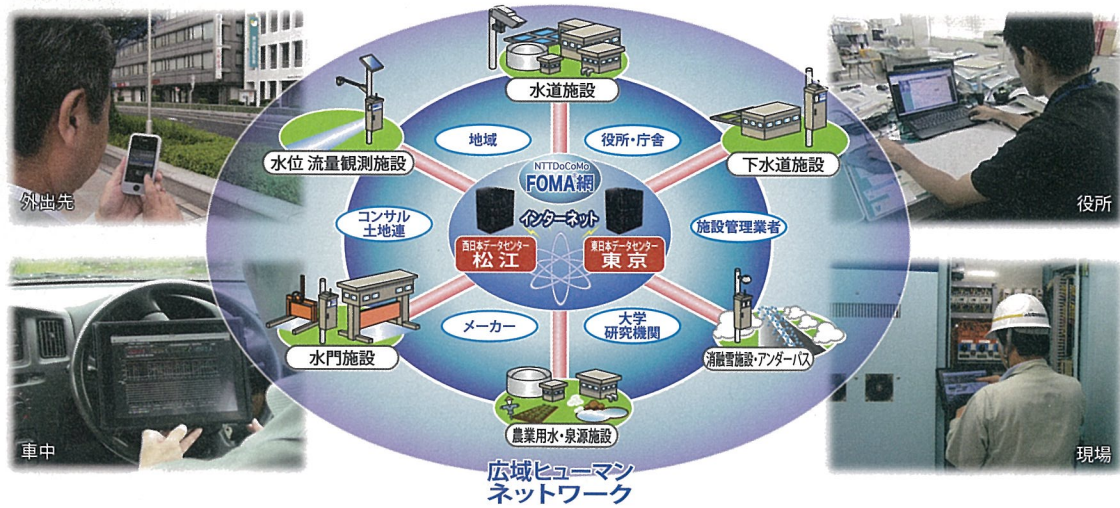 水道施設
水位 流量観測施設
地域
役所・庁舎
下水道施設
外出先
役所
NTTDoCoMo
FOMA網
インターネット
コンサル
土地連
施設管理業者
西日本データセンター
松江
東日本データセンター
東京
水門施設
メーカー
大学
研究機関
消融雪施設・アンダーパス
農業用水・泉源施設
車中
現場
広域ヒューマン
ネットワーク